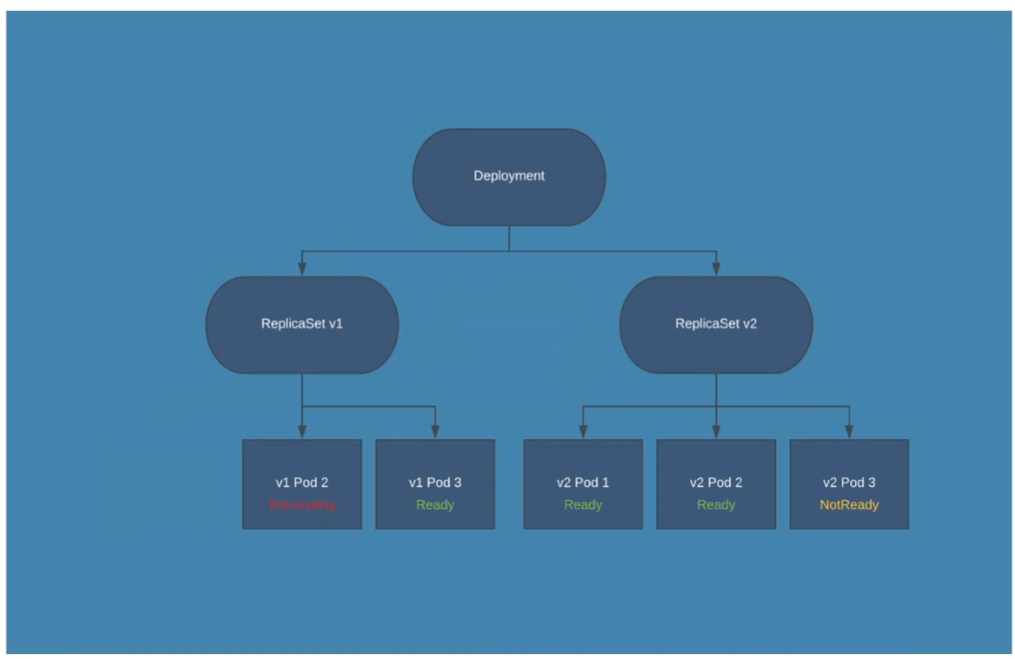 Deployment
ReplicaSet v1
ReplicaSet v2
v1 Pod 2
Terminating
v1 Pod 3
Ready
v2 Pod 1
Ready
v2 Pod 2
Ready
v2 Pod 3
NotReady